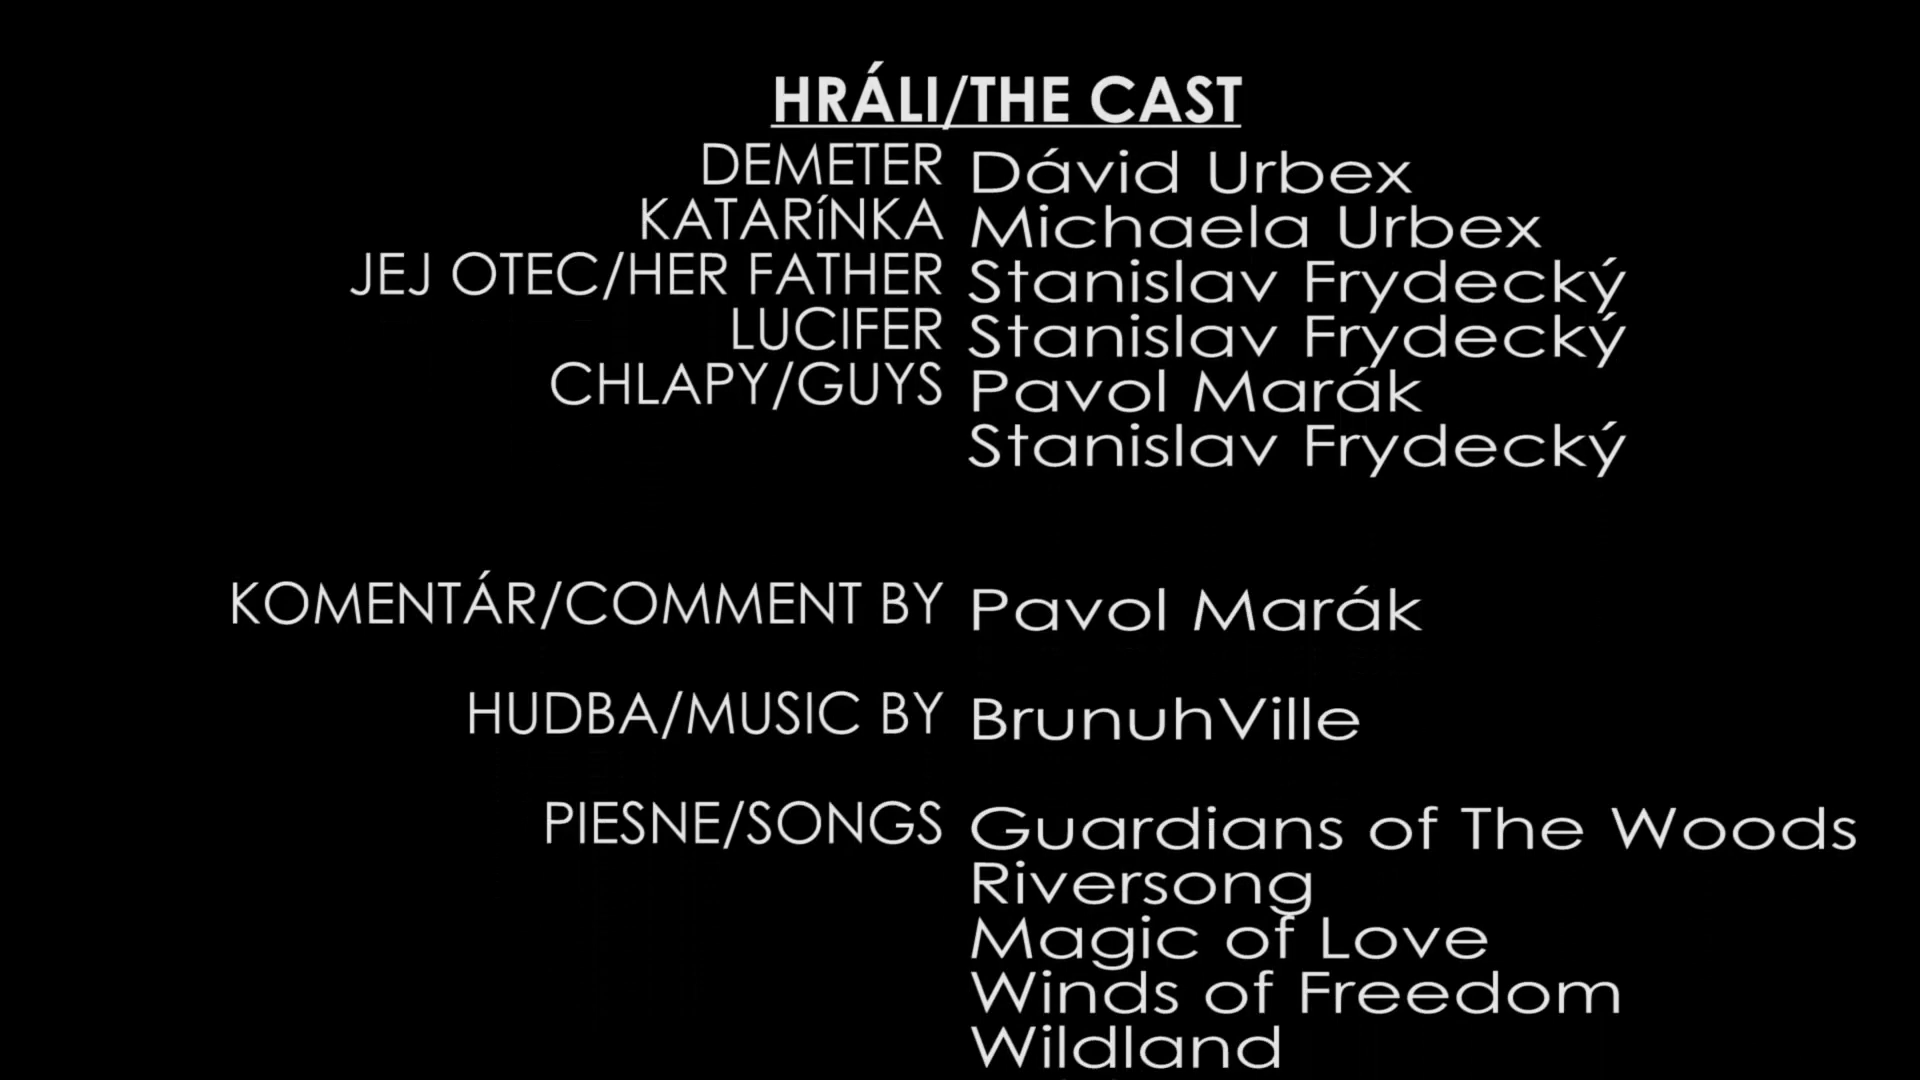 HRÁLI/THE CAST
DEMETER Dávid Urbex
KATARíNKA Michaela Urbex
JEJ OTEC/HER FATHER Stanislav Frydecký
LUCIFER Stanislav Frydecký
CHLAPY/GUYS Pavol Marák
Stanislav Frydecký
KOMENTÁR/COMMENT BY Pavol Marák
HUDBA/MUSIC BY BrunuhVille
PIESNE/SONGS Guardians of The Woods
Riversong
Magic of Love
Winds of Freedom
Wildland